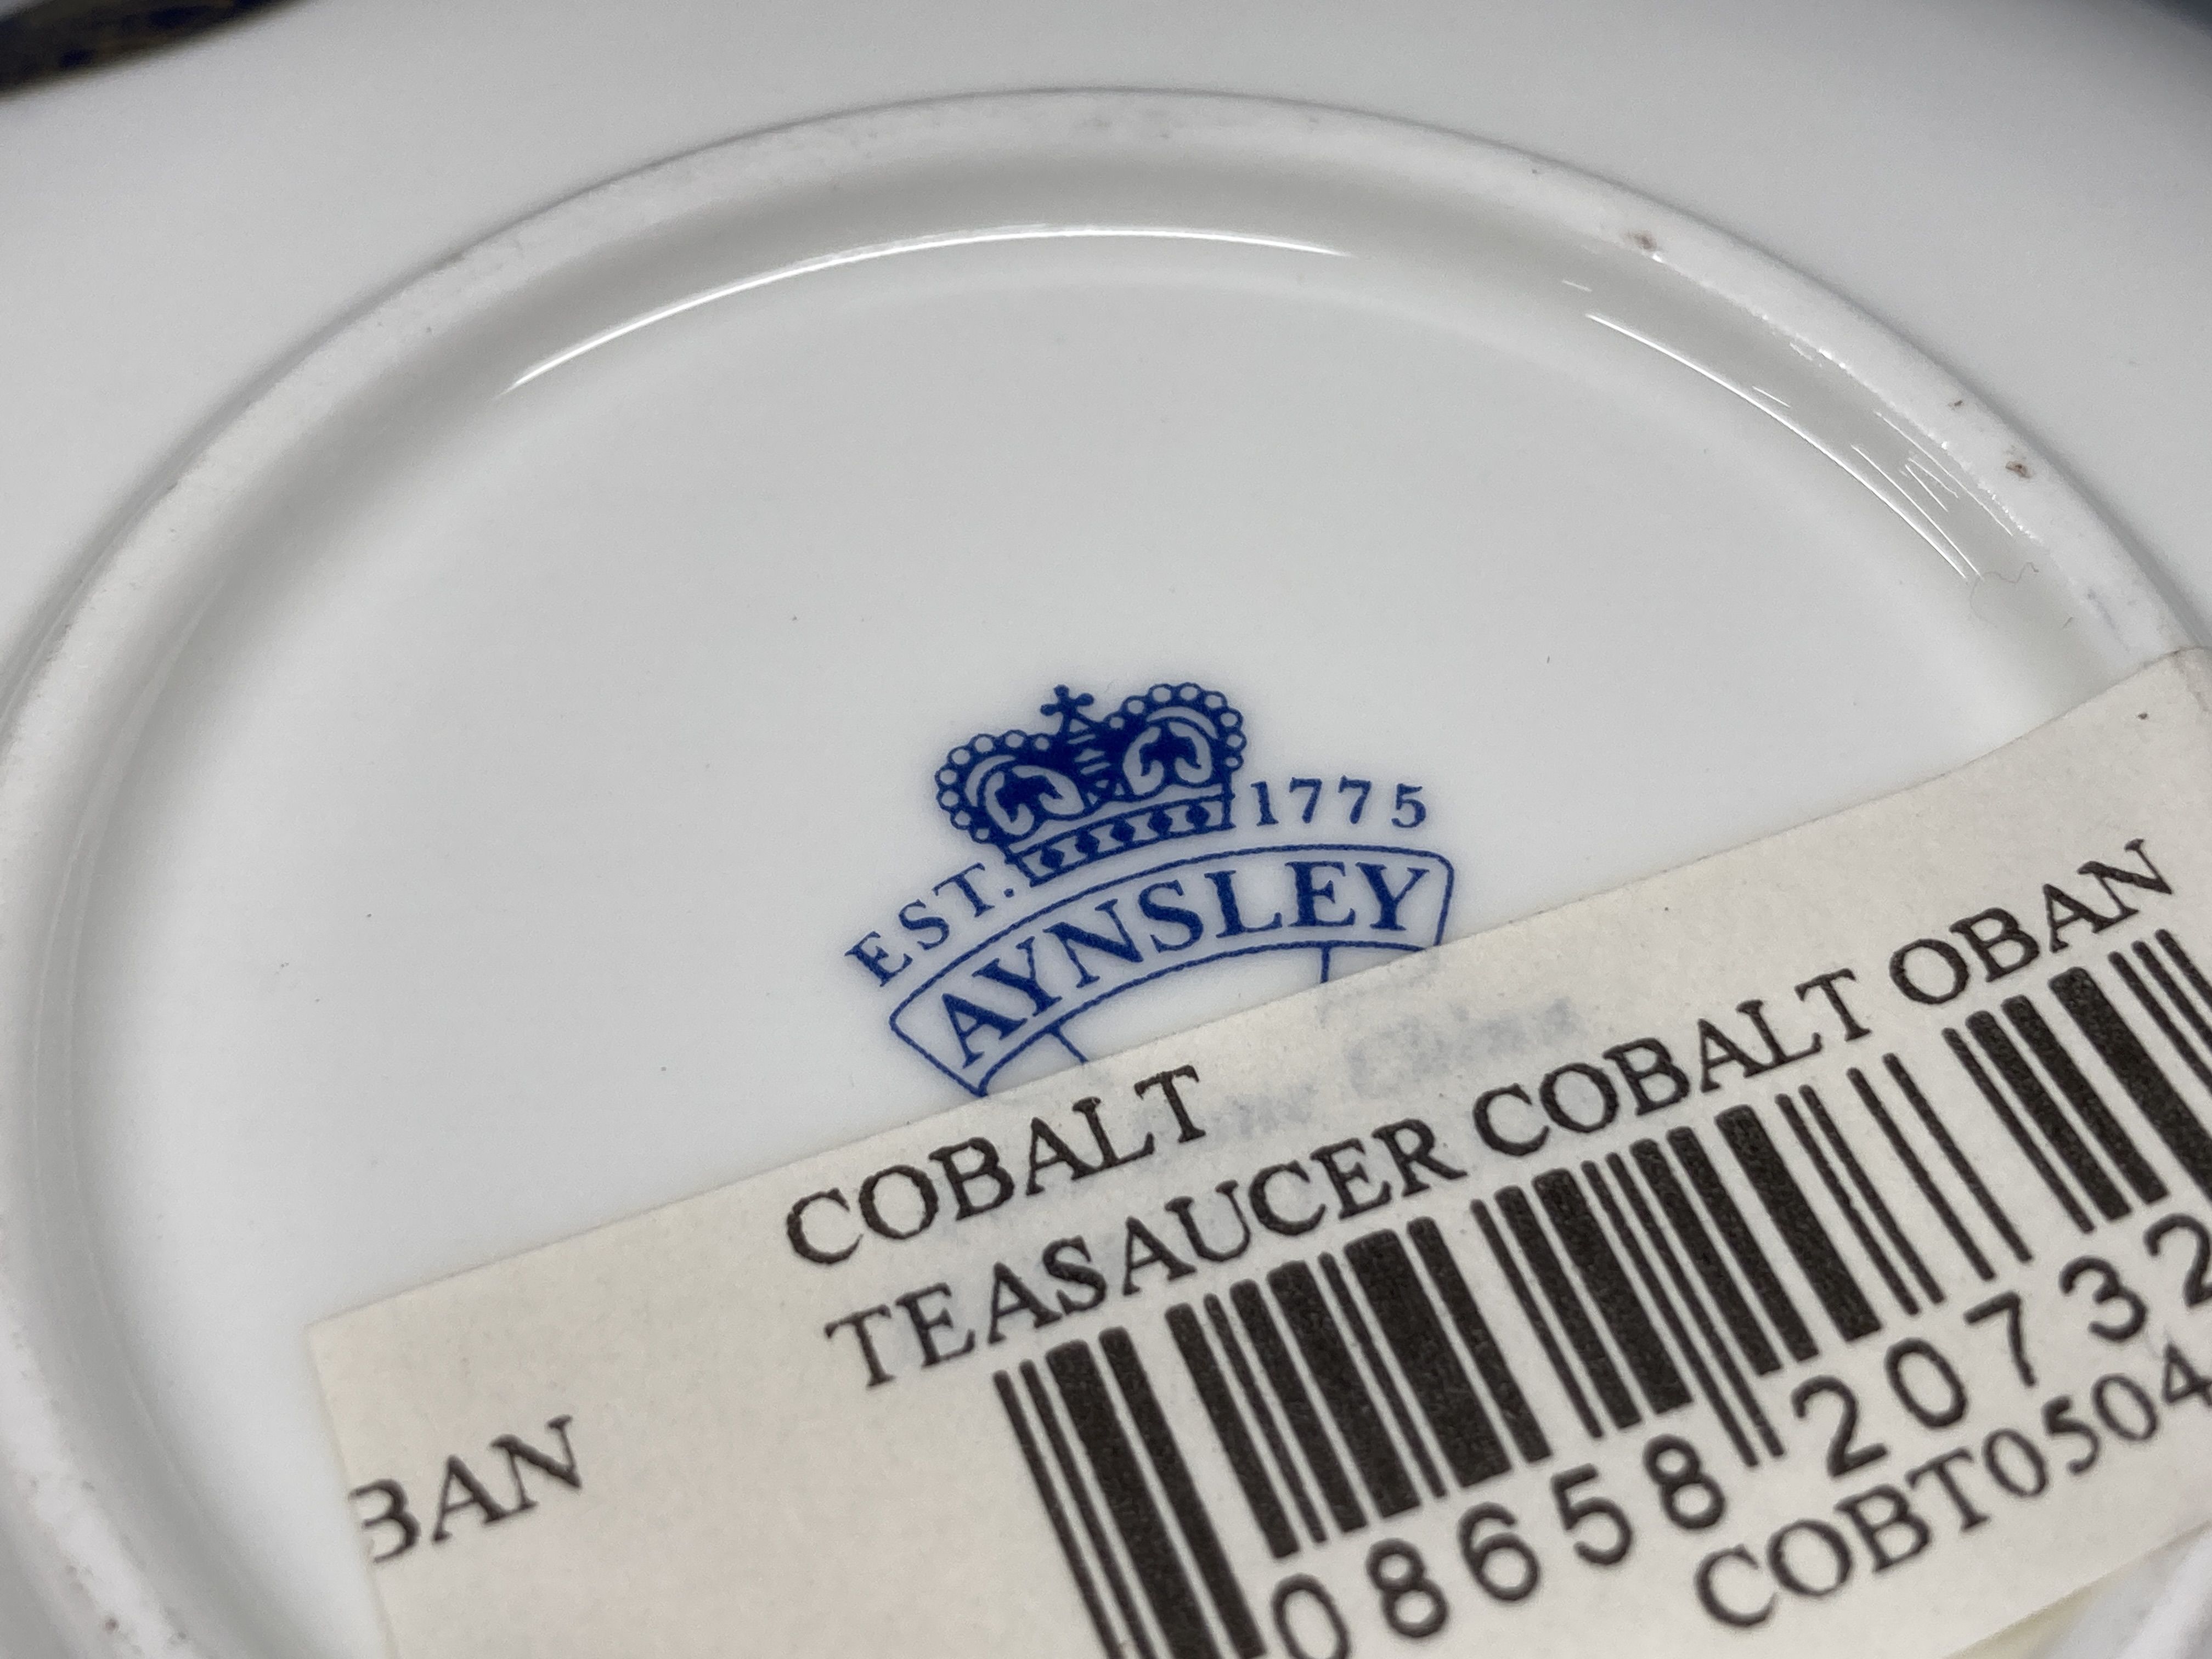 EST. 1775
AYNSLEY
COBALT
TEASAUCER COBALT OBAN
BAN
08658 20732
COBT0504